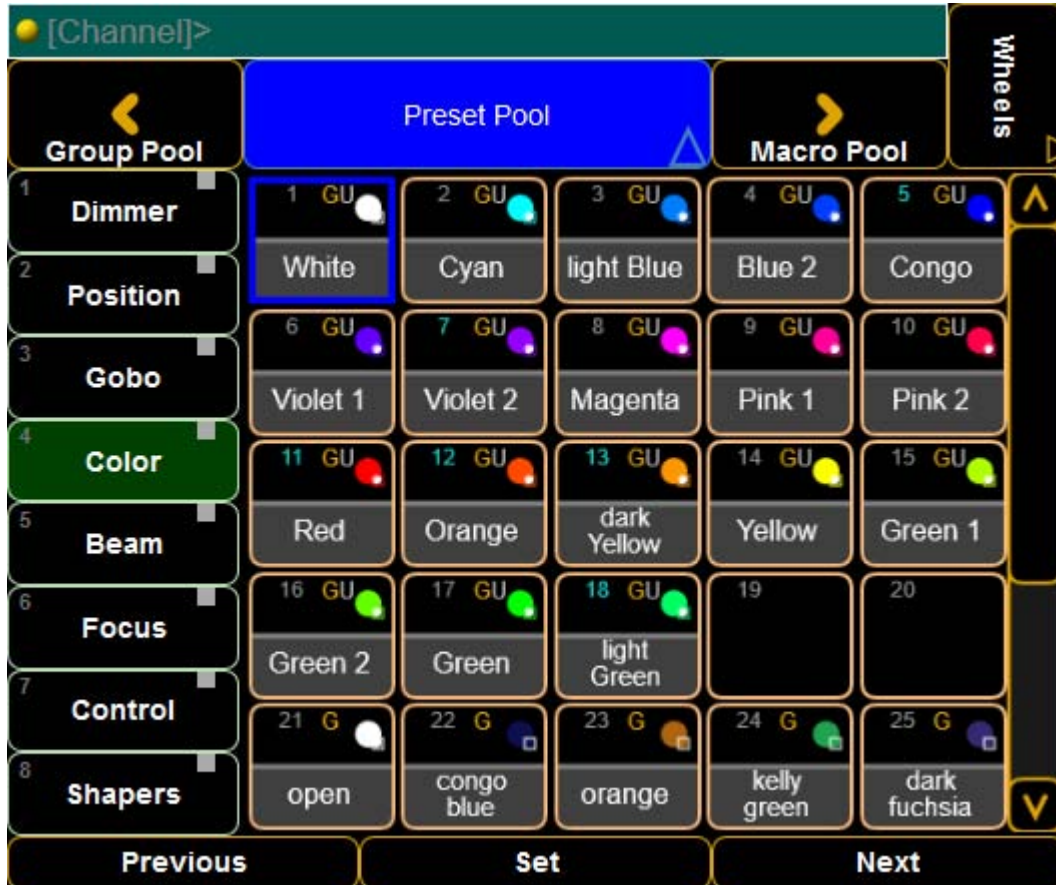 [Channel]>
Wheels
Group Pool
Preset Pool
Macro Pool
1
Dimmer
2
Position
3
Gobo
4
Color
5
Beam
6
Focus
7
Control
8
Shapers
1 GU
White
2 GU
Cyan
3 GU
light Blue
4 GU
Blue 2
5 GU
Congo
6 GU
Violet 1
7 GU
Violet 2
8 GU
Magenta
9 GU
Pink 1
10 GU
Pink 2
11 GU
Red
12 GU
Orange
13 GU
dark
Yellow
14 GU
Yellow
15 GU
Green 1
16 GU
Green 2
17 GU
Green
18 GU
light
Green
19
20
21 G
open
22 G
congo
blue
23 G
orange
24 G
kelly
green
25 G
dark
fuchsia
Previous
Set
Next